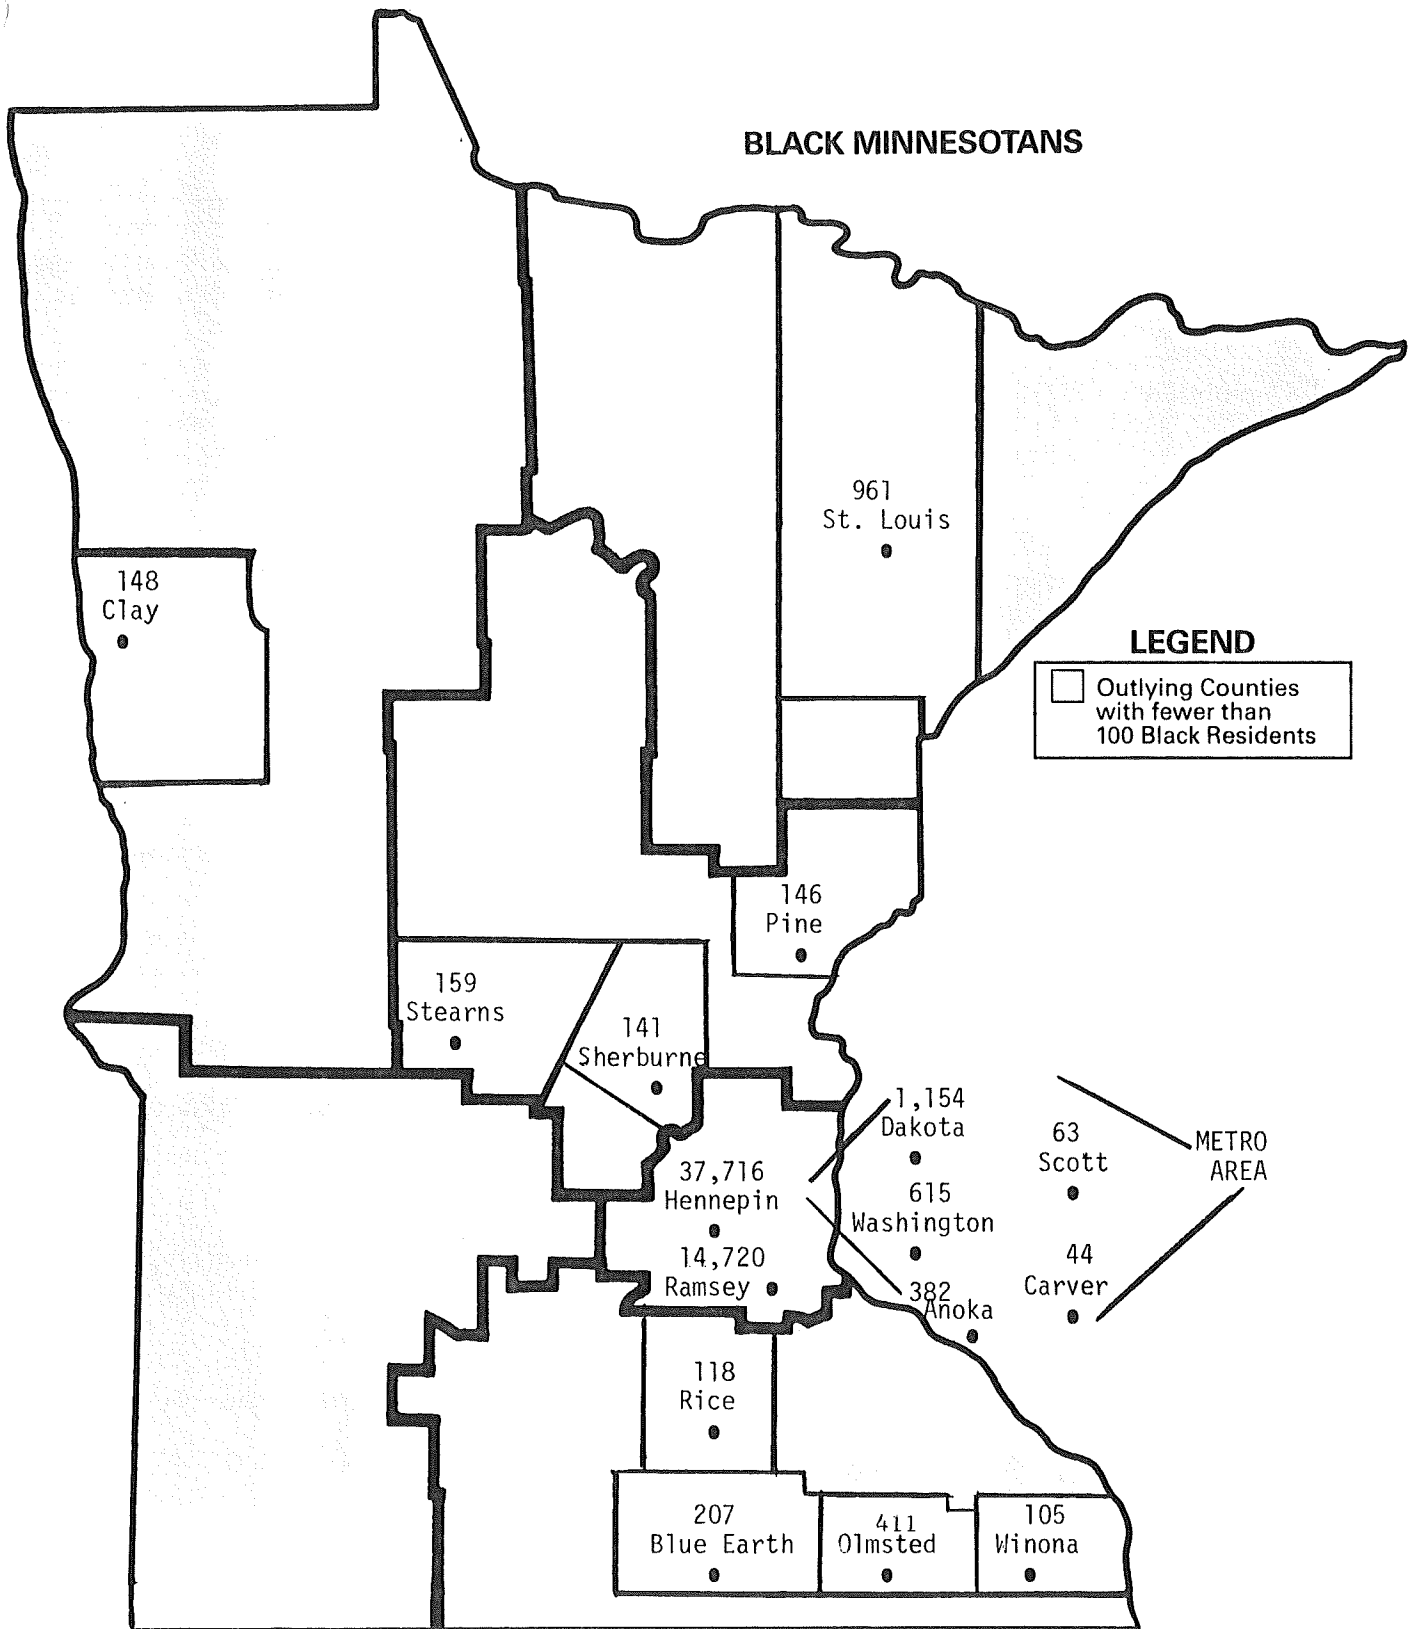 BLACK MINNESOTANS
961
St. Louis
148
Clay
LEGEND
Outlying Counties
with fewer than
100 Black Residents
146
Pine
159
Stearns
141
Sherburne
1,154
Dakota
63
Scott
METRO
AREA
37,716
Hennepin
615
Washington
14,720
Ramsey
44
Carver
382
Anoka
118
Rice
207
Blue Earth
411
Olmsted
105
Winona